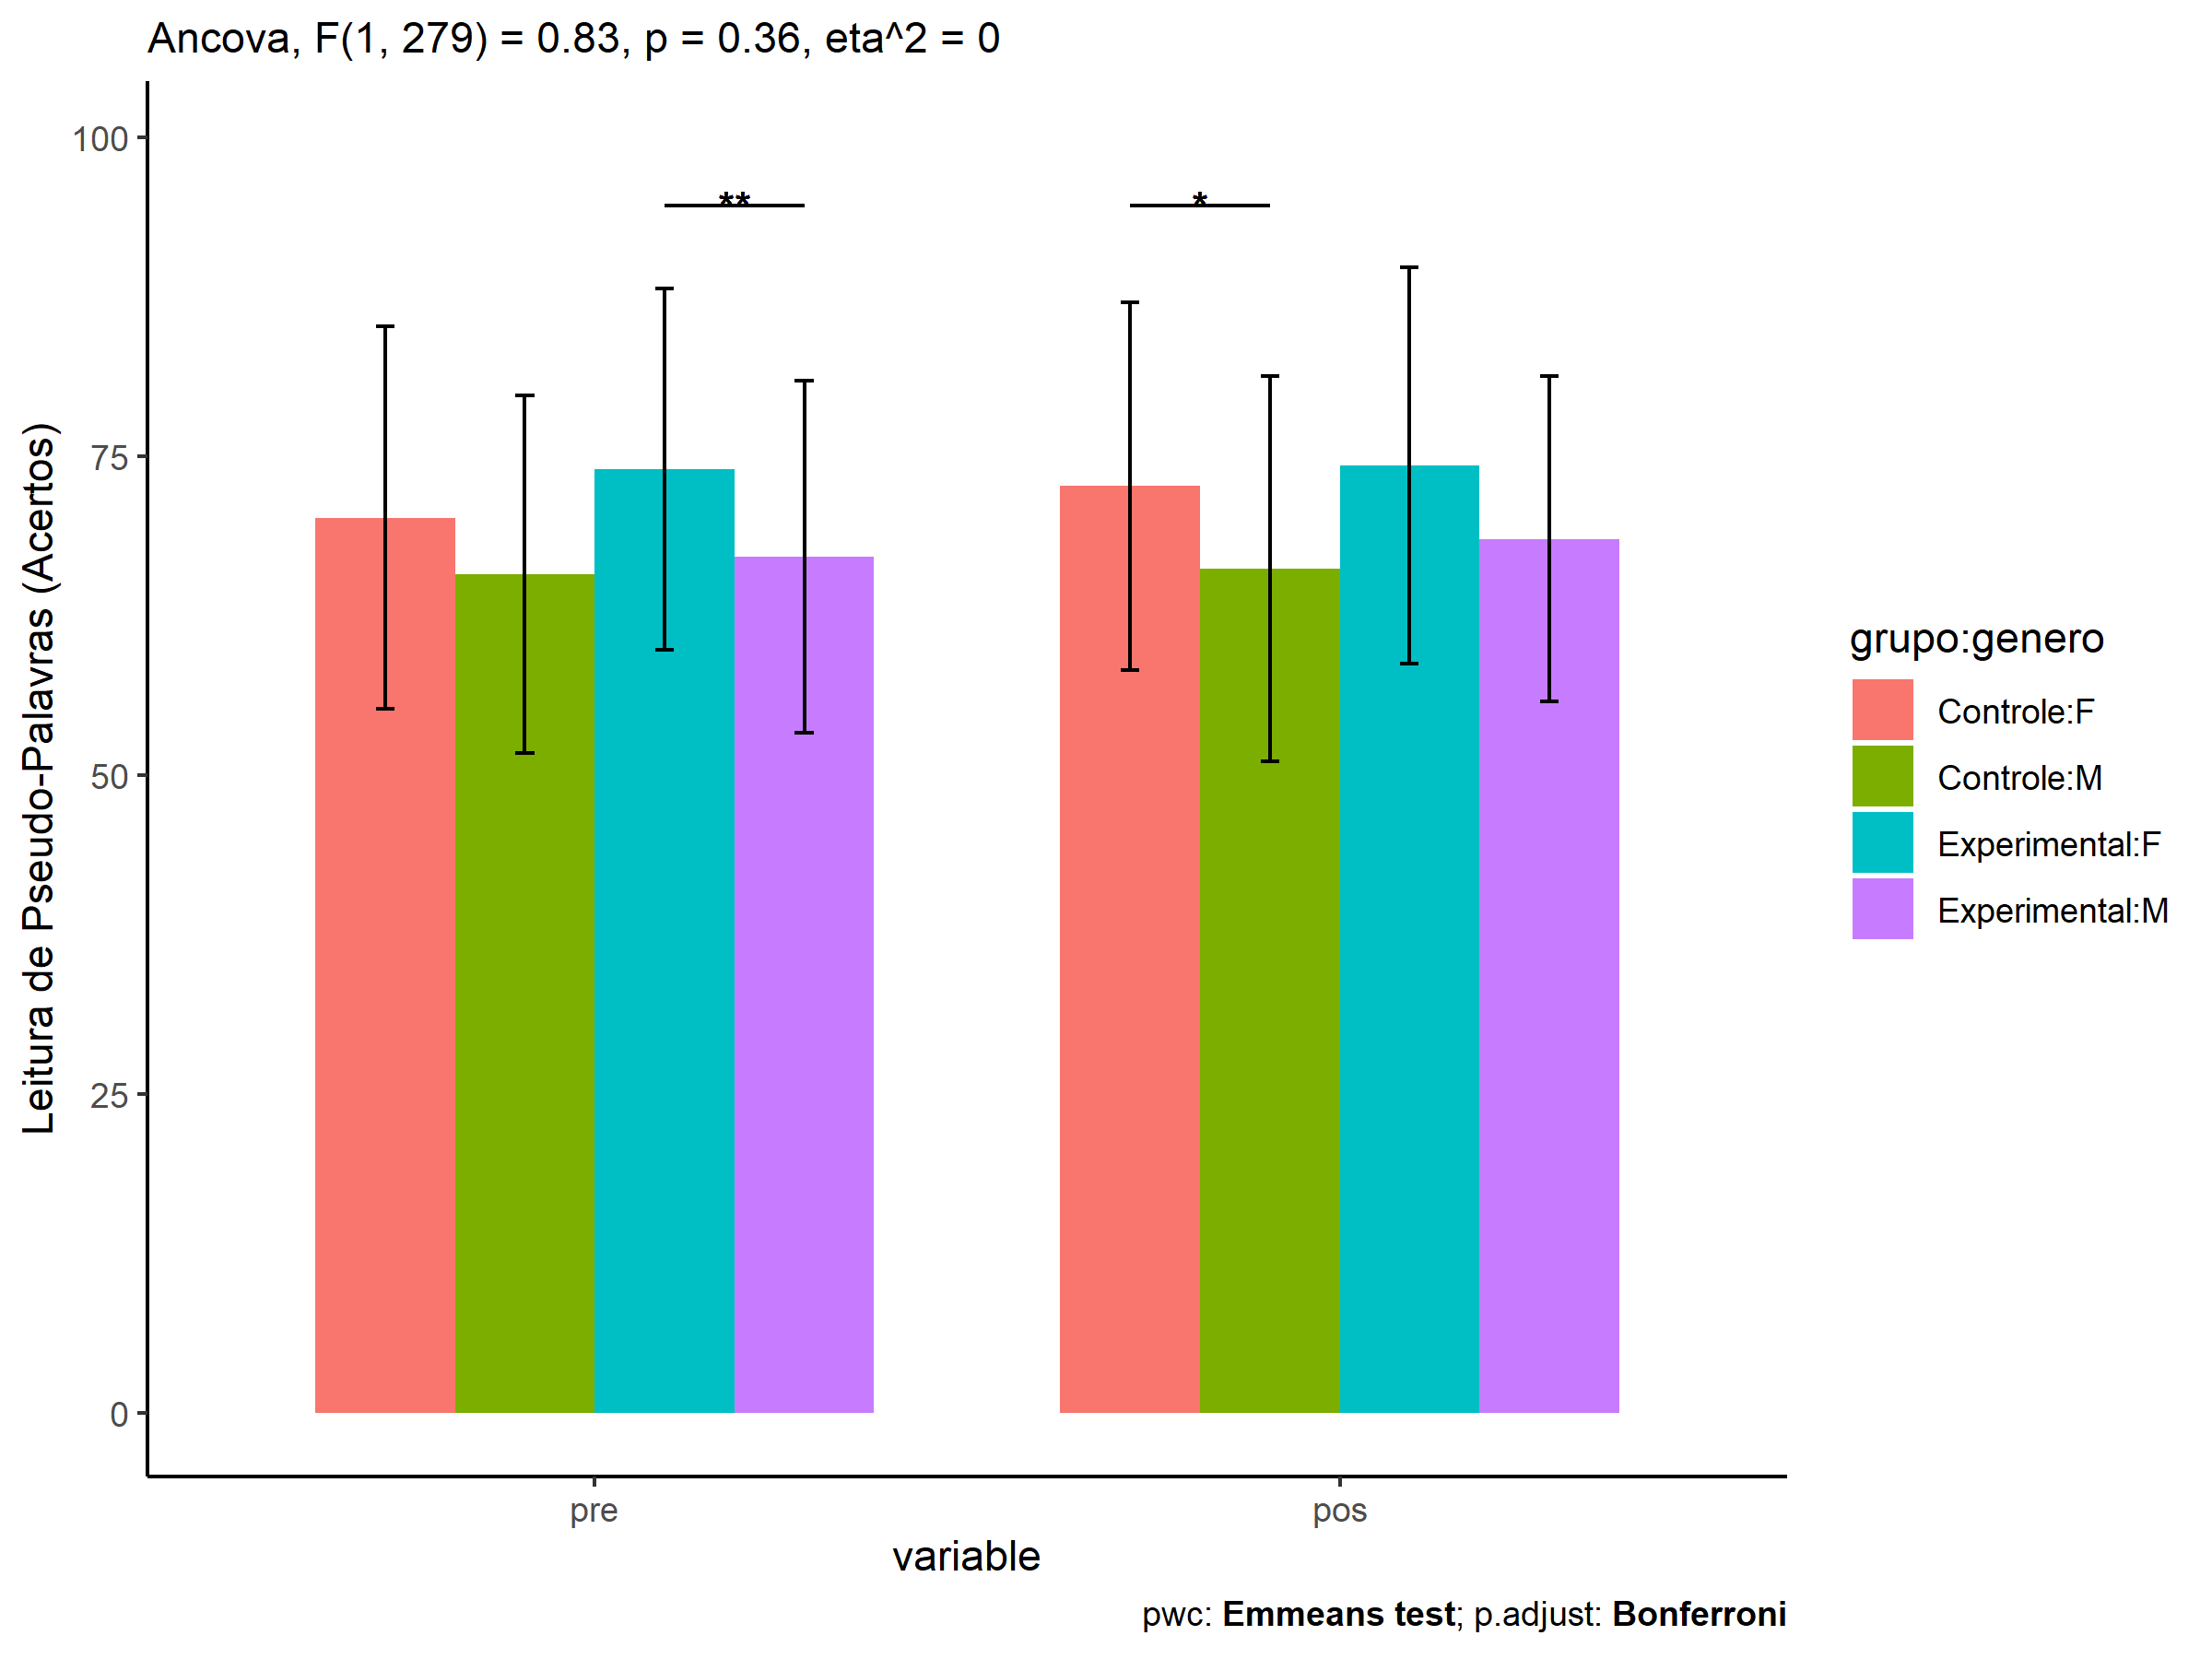 Ancova, F(1, 279) = 0.83, p = 0.36, eta^2 = 0
Leitura de Pseudo-Palavras (Acertos)
100
75
50
25
0
**
*
pre
pos
variable
grupo:genero
Controle:F
Controle:M
Experimental:F
Experimental:M
pwc: Emmeans test; p.adjust: Bonferroni